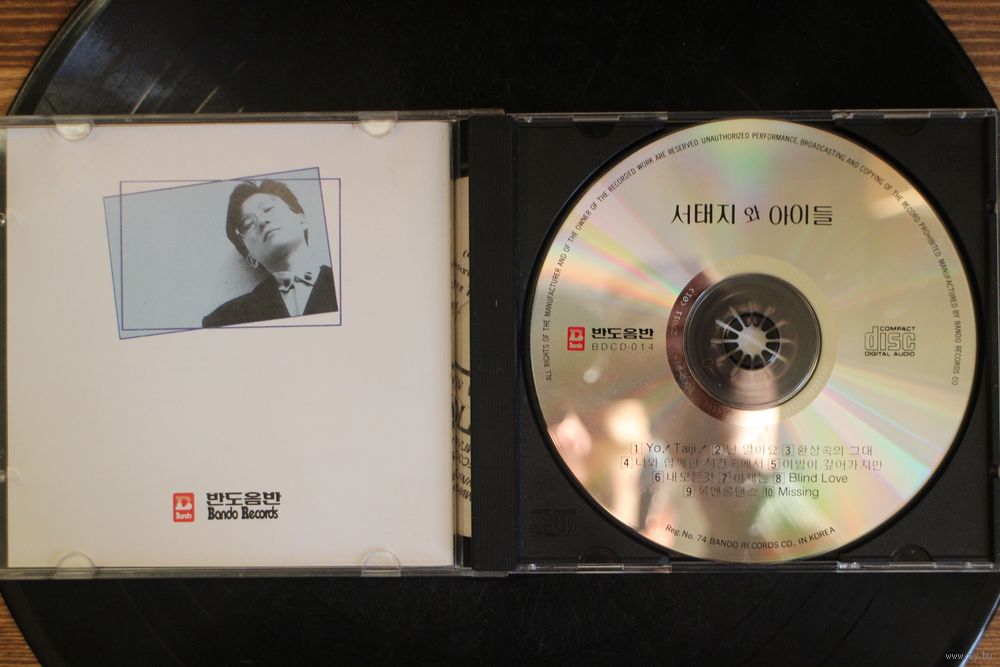 반도음반
Bando
Bando Records
ALL RIGHTS OF THE MANUFACTURER AND OF THE OWNER OF THE RECORDED WORK ARE RESERVED. UNAUTHORIZED PERFORMANCE, BROADCASTING AND COPYING OF THE RECORD PROHIBITED. MANUFACTURED BY BANDO RECORDS CO
서태지 와 아이들
Bando
반도음반
BDCD-014
COMPACT
disc
DIGITAL AUDIO
1 Yo! Taiji! 2 난 알아요 3 환상속의 그대
4 너와 함께한 시간속에서 5 이밤이 깊어가지만
6 내모든것 7 이제는 8 Blind Love
9 록앤롤댄스 10 Missing
Reg. No. 74 BANDO RECORDS CO., IN KOREA
www.ay.by